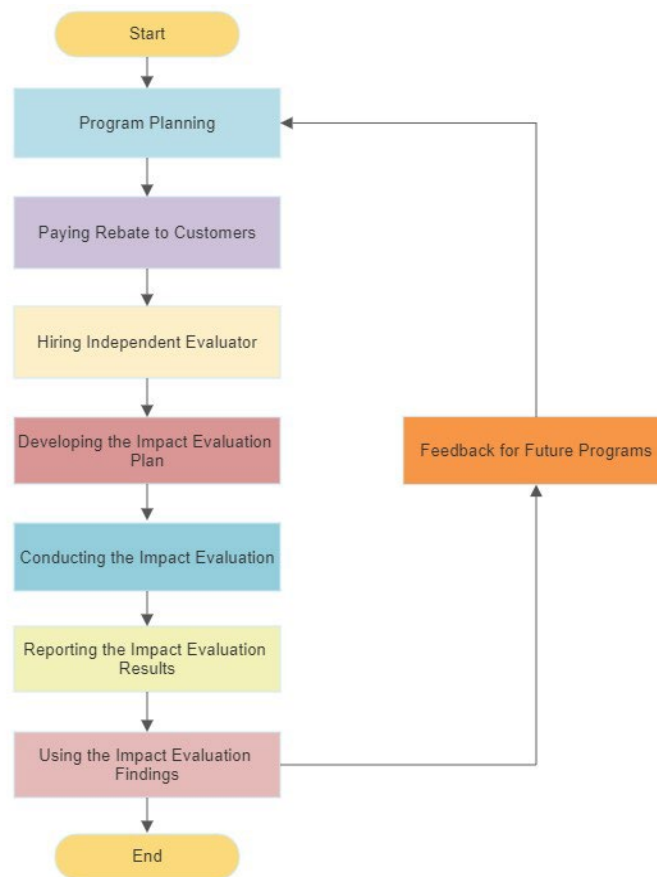 Start
Program Planning
Paying Rebate to Customers
Hiring Independent Evaluator
Developing the Impact Evaluation
Plan
Feedback for Future Programs
Conducting the Impact Evaluation
Reporting the Impact Evaluation
Results
Using the Impact Evaluation
Findings
End